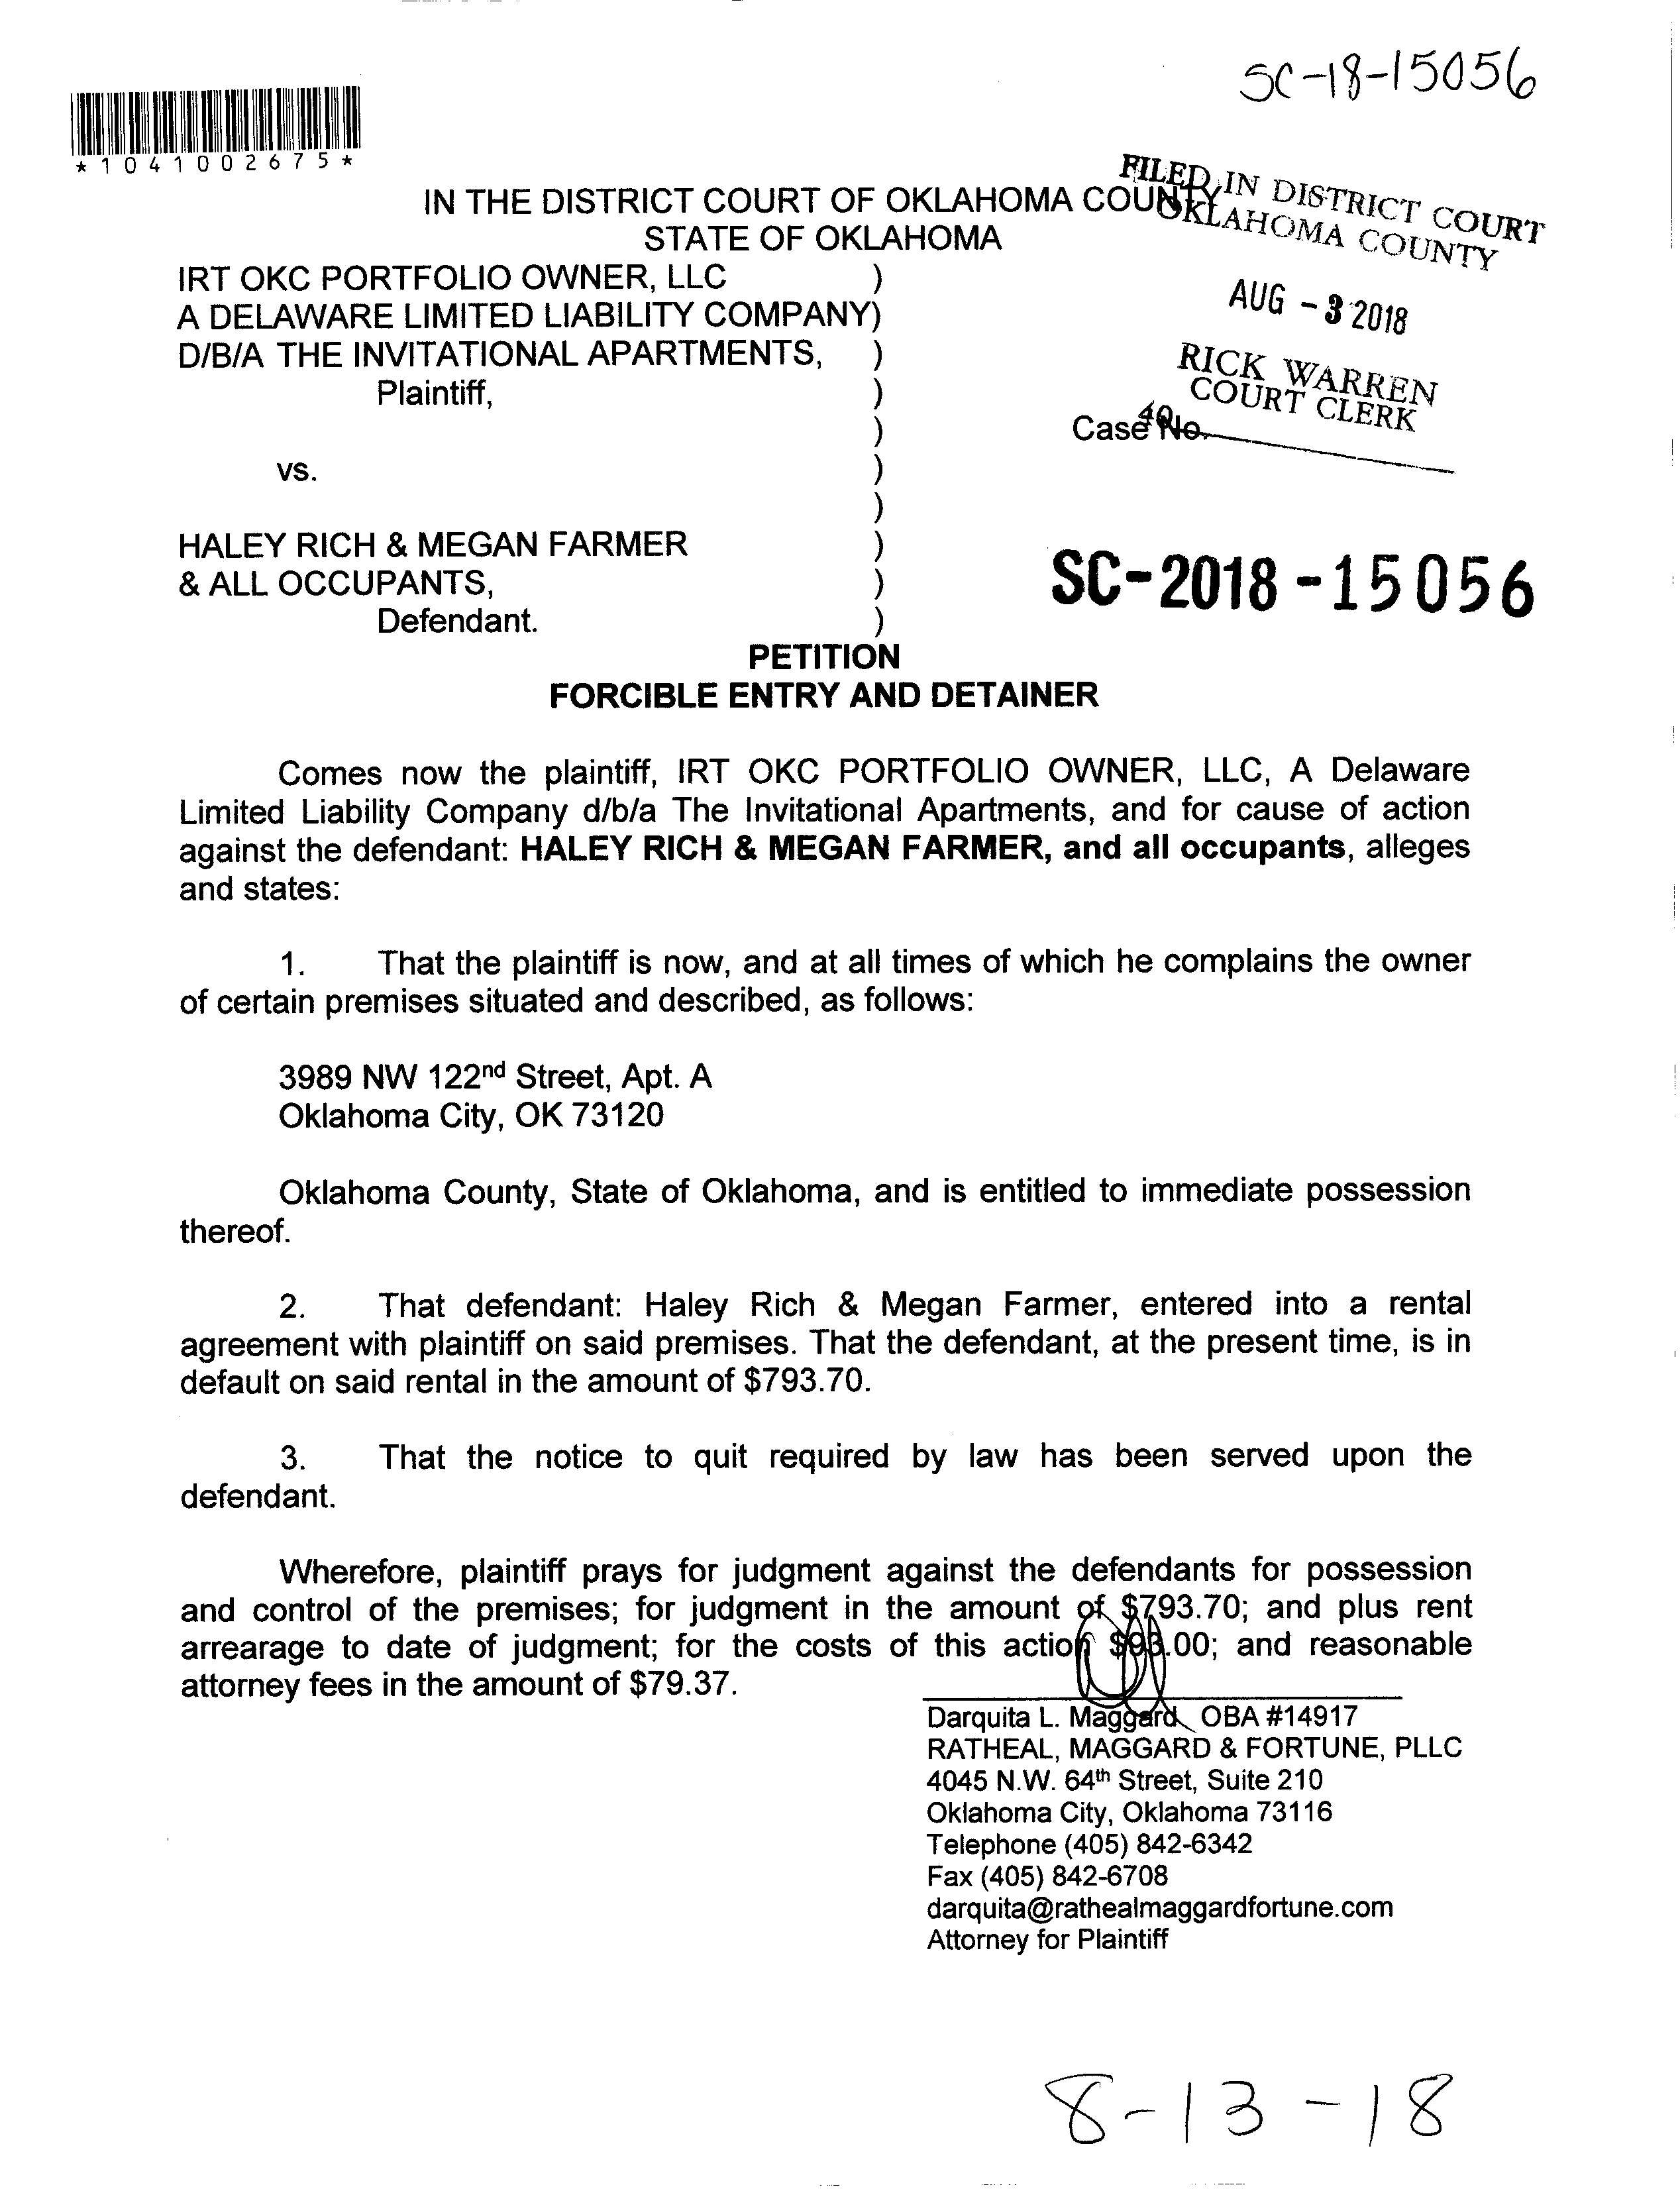 SC-18-15056
*1041002675*
FILED IN DISTRICT COURT
OKLAHOMA COUNTY
AUG - 3 2018
RICK WARREN
COURT CLERK
40
IN THE DISTRICT COURT OF OKLAHOMA COUNTY
STATE OF OKLAHOMA
IRT OKC PORTFOLIO OWNER, LLC )
A DELAWARE LIMITED LIABILITY COMPANY)
D/B/A THE INVITATIONAL APARTMENTS, )
Plaintiff, )
) Case No.
vs. )
)
HALEY RICH & MEGAN FARMER )
& ALL OCCUPANTS, ) SC-2018-15056
Defendant. )
PETITION
FORCIBLE ENTRY AND DETAINER
Comes now the plaintiff, IRT OKC PORTFOLIO OWNER, LLC, A Delaware
Limited Liability Company d/b/a The Invitational Apartments, and for cause of action
against the defendant: HALEY RICH & MEGAN FARMER, and all occupants, alleges
and states:
1. That the plaintiff is now, and at all times of which he complains the owner
of certain premises situated and described, as follows:
3989 NW 122nd Street, Apt. A
Oklahoma City, OK 73120
Oklahoma County, State of Oklahoma, and is entitled to immediate possession
thereof.
2. That defendant: Haley Rich & Megan Farmer, entered into a rental
agreement with plaintiff on said premises. That the defendant, at the present time, is in
default on said rental in the amount of $793.70.
3. That the notice to quit required by law has been served upon the
defendant.
Wherefore, plaintiff prays for judgment against the defendants for possession
and control of the premises; for judgment in the amount of $793.70; and plus rent
arrearage to date of judgment; for the costs of this action $93.00; and reasonable
attorney fees in the amount of $79.37.
Darquita L. Maggard OBA #14917
RATHEAL, MAGGARD & FORTUNE, PLLC
4045 N.W. 64th Street, Suite 210
Oklahoma City, Oklahoma 73116
Telephone (405) 842-6342
Fax (405) 842-6708
darquita@rathealmaggardfortune.com
Attorney for Plaintiff
8-13-18